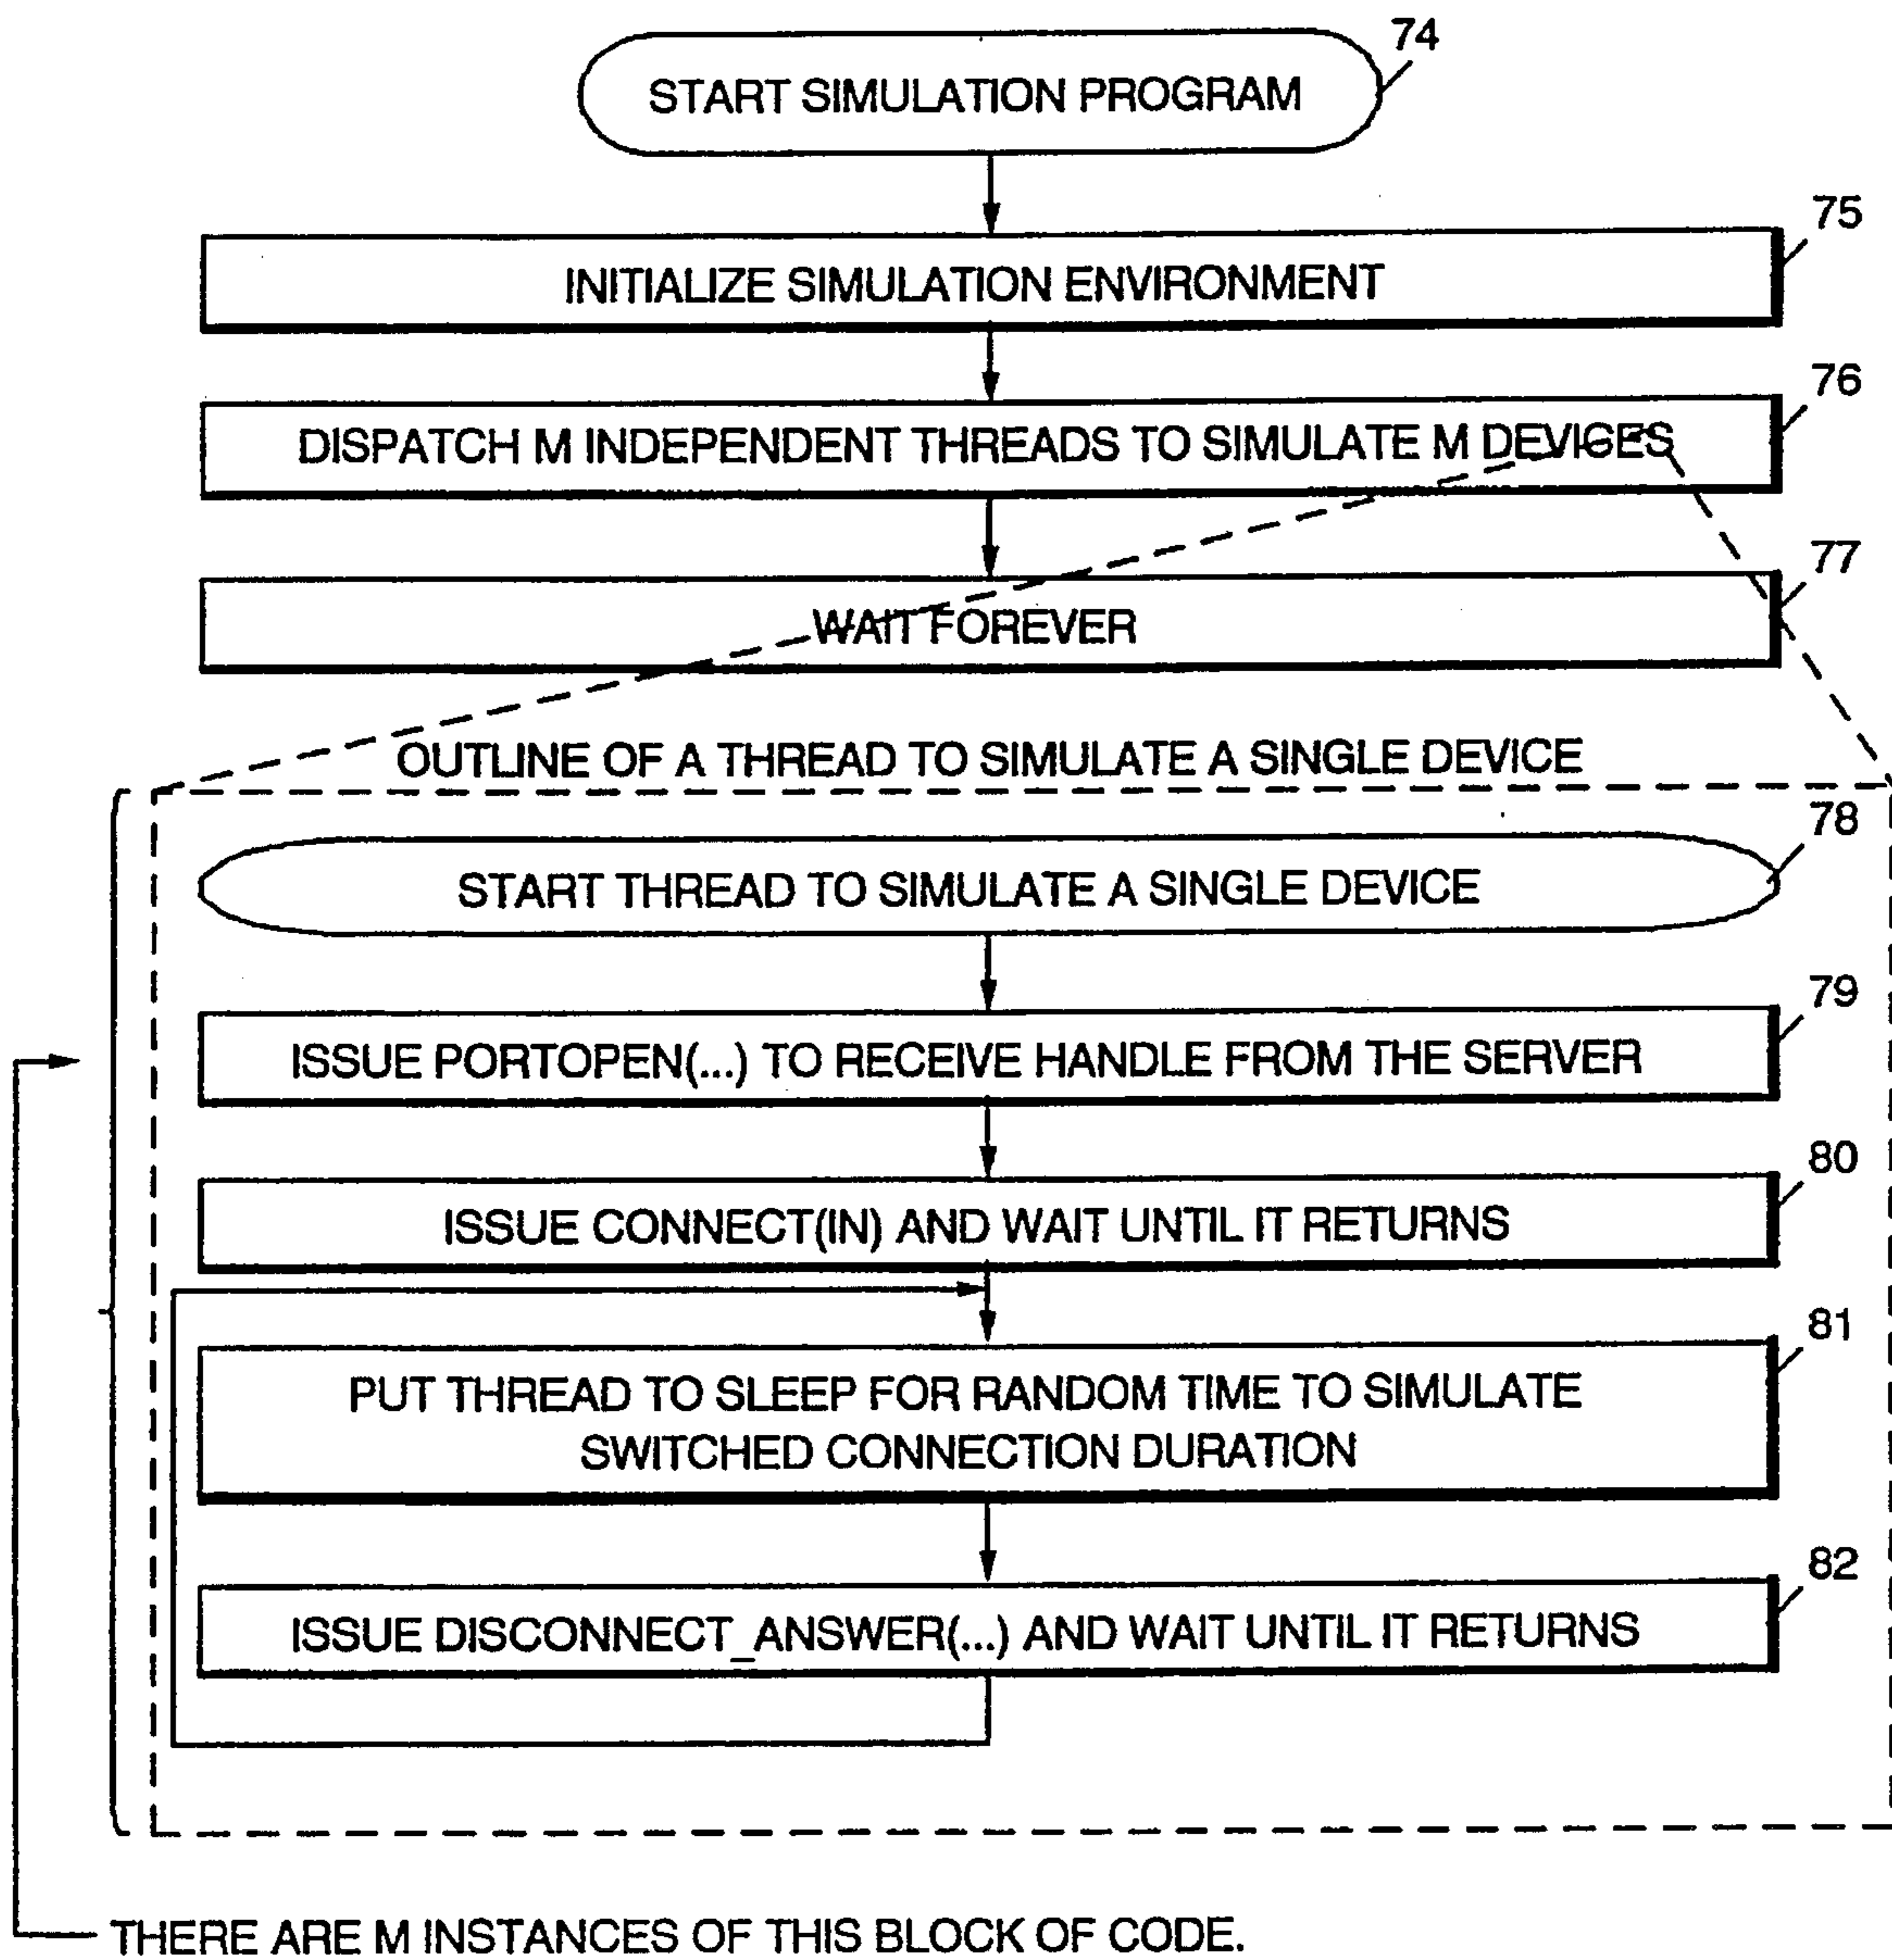 74
START SIMULATION PROGRAM
75
INITIALIZE SIMULATION ENVIRONMENT
76
DISPATCH M INDEPENDENT THREADS TO SIMULATE M DEVICES
77
WAIT FOREVER
OUTLINE OF A THREAD TO SIMULATE A SINGLE DEVICE
78
START THREAD TO SIMULATE A SINGLE DEVICE
79
ISSUE PORTOPEN(...) TO RECEIVE HANDLE FROM THE SERVER
80
ISSUE CONNECT(IN) AND WAIT UNTIL IT RETURNS
81
PUT THREAD TO SLEEP FOR RANDOM TIME TO SIMULATE
SWITCHED CONNECTION DURATION
82
ISSUE DISCONNECT_ANSWER(...) AND WAIT UNTIL IT RETURNS
THERE ARE M INSTANCES OF THIS BLOCK OF CODE.